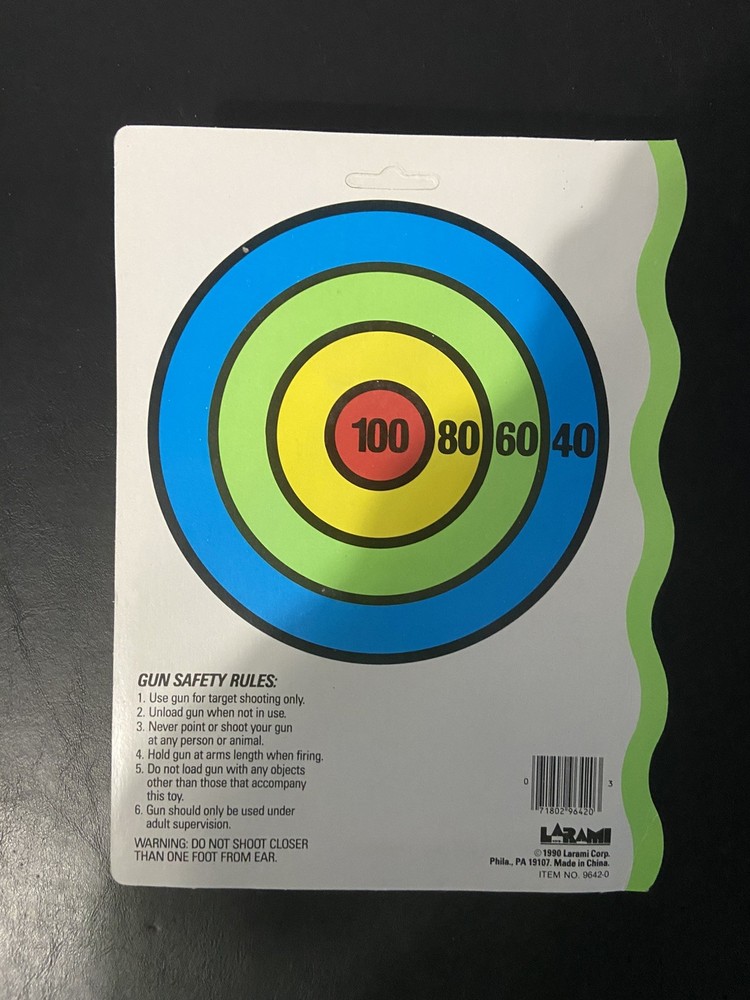 100 80 60 40
GUN SAFETY RULES:
1. Use gun for target shooting only.
2. Unload gun when not in use.
3. Never point or shoot your gun
at any person or animal.
4. Hold gun at arms length when firing.
5. Do not load gun with any objects
other than those that accompany
this toy.
6. Gun should only be used under
adult supervision.
WARNING: DO NOT SHOOT CLOSER
THAN ONE FOOT FROM EAR.
0 71802 96420 3
LARAMI
©1990 Larami Corp.
Phila., PA 19107. Made in China.
ITEM NO. 9642-0